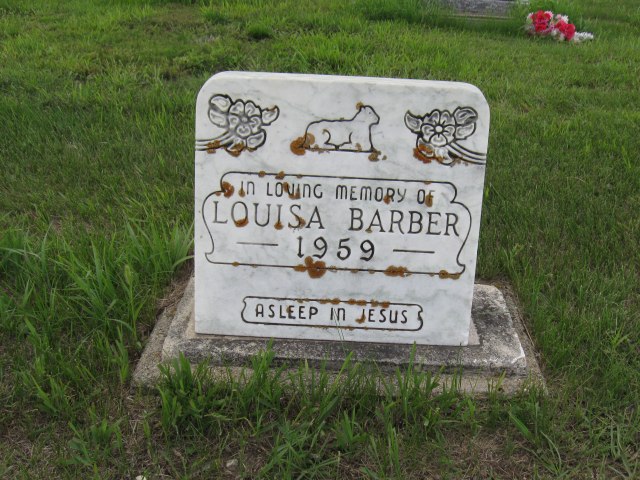 IN LOVING MEMORY OF
LOUISA BARBER
— 1959 —
ASLEEP IN JESUS